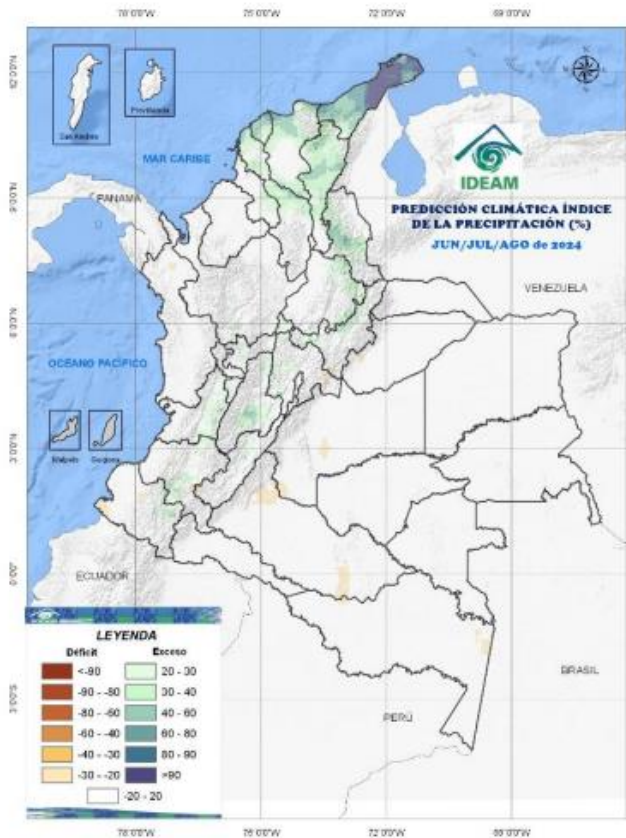 78°0'0"W
75°0'0"W
72°0'0"W
69°0'0"W
San Andres
Providencia
MAR CARIBE
PANAMÁ
IDEAM
PREDICCIÓN CLIMÁTICA ÍNDICE
DE LA PRECIPITACIÓN (%)
JUN/JUL/AGO de 2024
VENEZUELA
OCÉANO PACÍFICO
Malpelo
Gorgona
ECUADOR
BRASIL
PERÚ
LEYENDA
Déficit
Exceso
<-90
20 - 30
-90 - -80
30 - 40
-80 - -60
40 - 60
-60 - -40
60 - 80
-40 - -30
80 - 90
-30 - -20
>90
-20 - 20
78°0'0"W
75°0'0"W
72°0'0"W
69°0'0"W